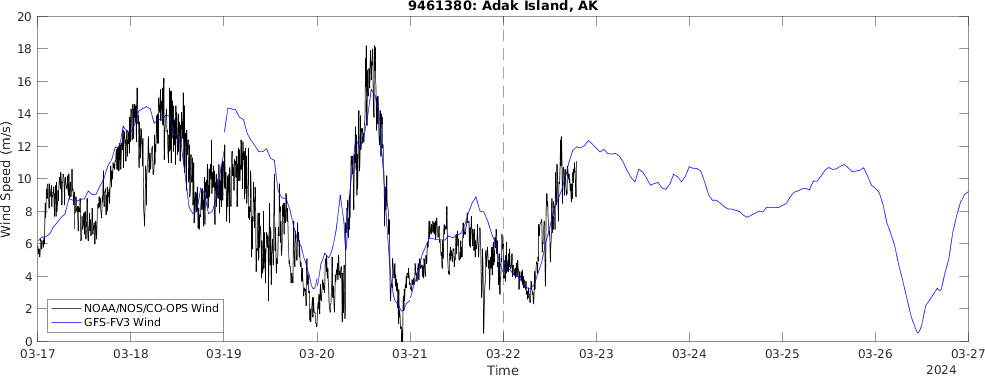 9461380: Adak Island, AK
Wind Speed (m/s)
20
18
16
14
12
10
8
6
4
2
0
NOAA/NOS/CO-OPS Wind
GFS-FV3 Wind
03-17 03-18 03-19 03-20 03-21 03-22 03-23 03-24 03-25 03-26 03-27
Time
2024